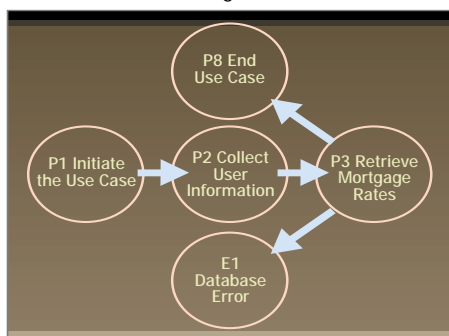 P8 End
Use Case
P1 Initiate
the Use Case
P2 Collect
User
Information
P3 Retrieve
Mortgage
Rates
E1
Database
Error